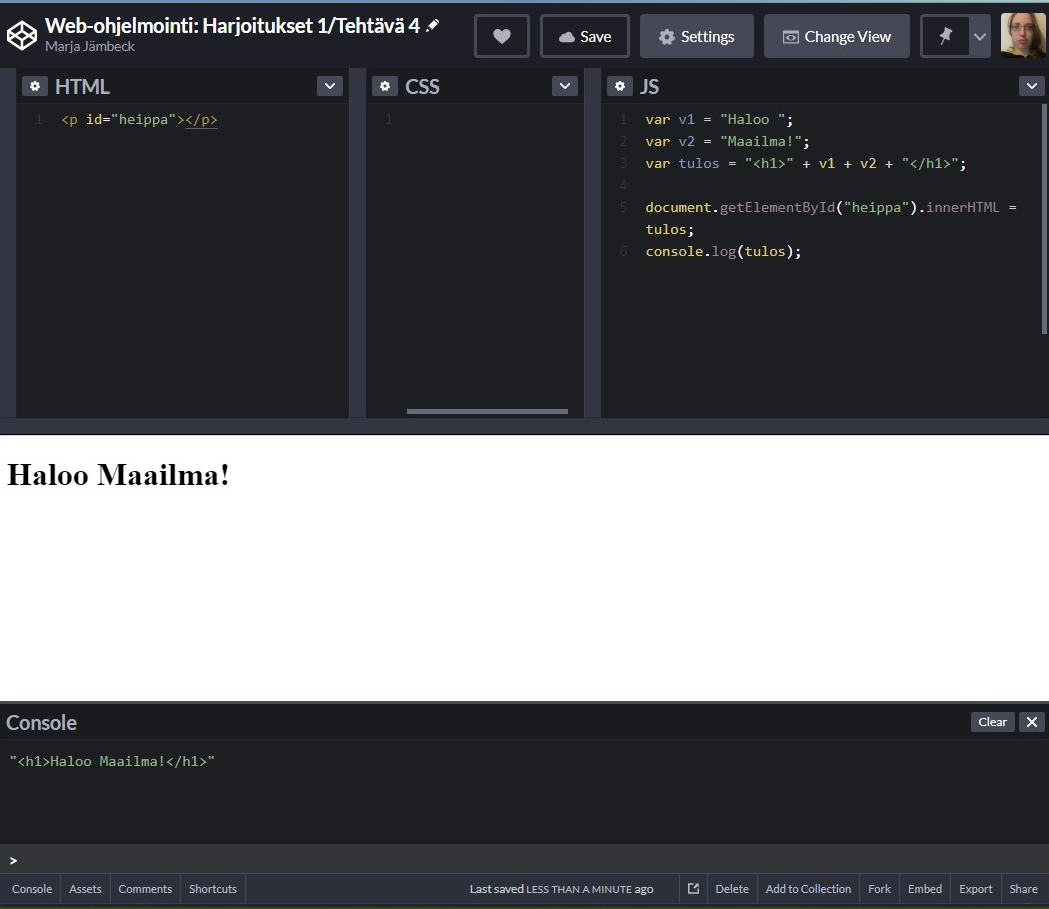 Web-ohjelmointi: Harjoitukset 1/Tehtävä 4
Marja Jämbeck
Save
Settings
Change View
HTML
1 <p id="heippa"></p>
CSS
1
JS
1 var v1 = "Haloo ";
2 var v2 = "Maailma!";
3 var tulos = "<h1>" + v1 + v2 + "</h1>";
4
5 document.getElementById("heippa").innerHTML =
tulos;
6 console.log(tulos);
Haloo Maailma!
Console
Clear
"<h1>Haloo Maailma!</h1>"
>
Console Assets Comments Shortcuts Last saved LESS THAN A MINUTE ago Delete Add to Collection Fork Embed Export Share